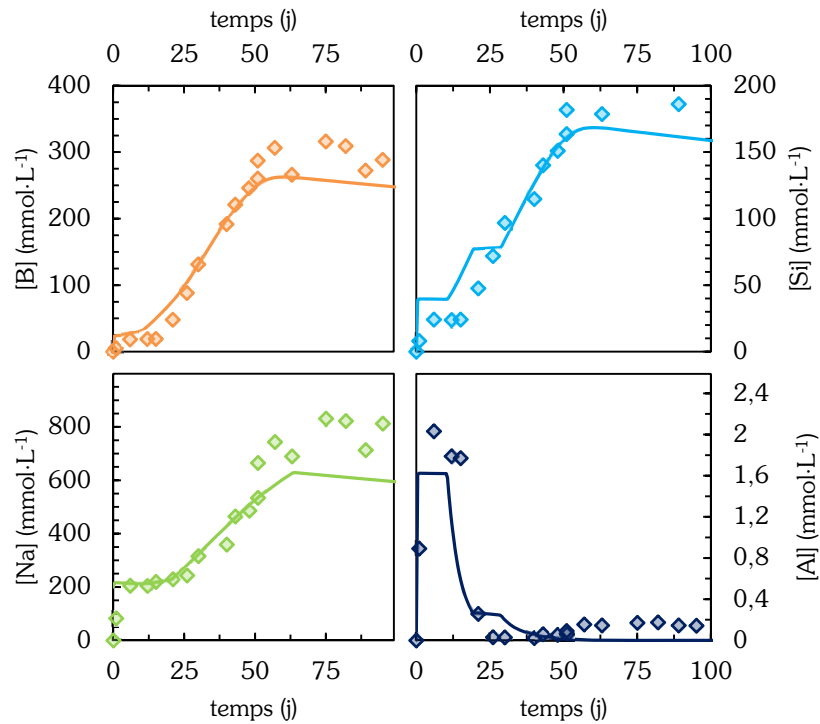 temps (j)
temps (j)
0 25 50 75
0 25 50 75 100
400
300
200
100
0
[B] (mmol·L⁻¹)
200
150
100
50
0
[Si] (mmol·L⁻¹)
800
600
400
200
0
[Na] (mmol·L⁻¹)
2,4
2
1,6
1,2
0,8
0,4
0
[Al] (mmol·L⁻¹)
0 25 50 75
0 25 50 75 100
temps (j)
temps (j)